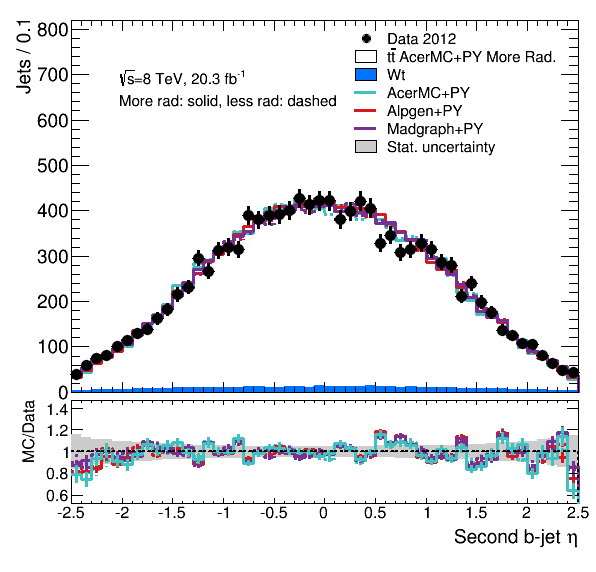 Jets / 0.1
800
700
600
500
400
300
200
100
0
√s=8 TeV, 20.3 fb⁻¹
More rad: solid, less rad: dashed
Data 2012
tt̄ AcerMC+PY More Rad.
Wt
AcerMC+PY
Alpgen+PY
Madgraph+PY
Stat. uncertainty
MC/Data
1.4
1.2
1
0.8
0.6
-2.5 -2 -1.5 -1 -0.5 0 0.5 1 1.5 2 2.5
Second b-jet η